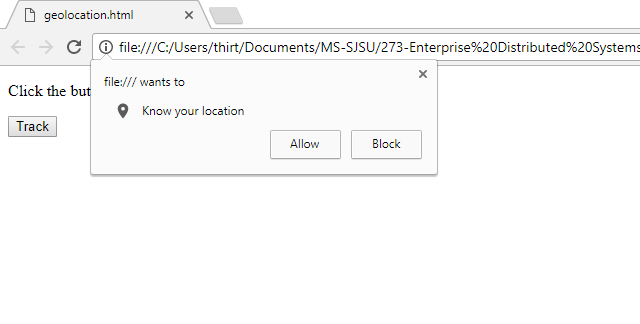 geolocation.html
file:///C:/Users/thirt/Documents/MS-SJSU/273-Enterprise%20Distributed%20Systems
file:/// wants to
Click the but
Know your location
Track
Allow Block